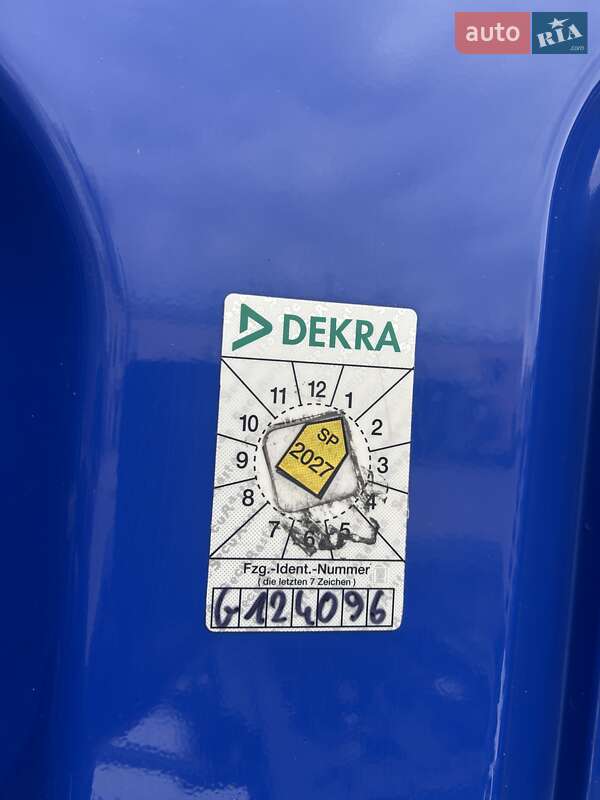 auto RIA .com
DEKRA
11 12 1
10 2
9 3
8 4
7 6 5
SP
2027
Fzg.-Ident.-Nummer
(die letzten 7 Zeichen)
G124096